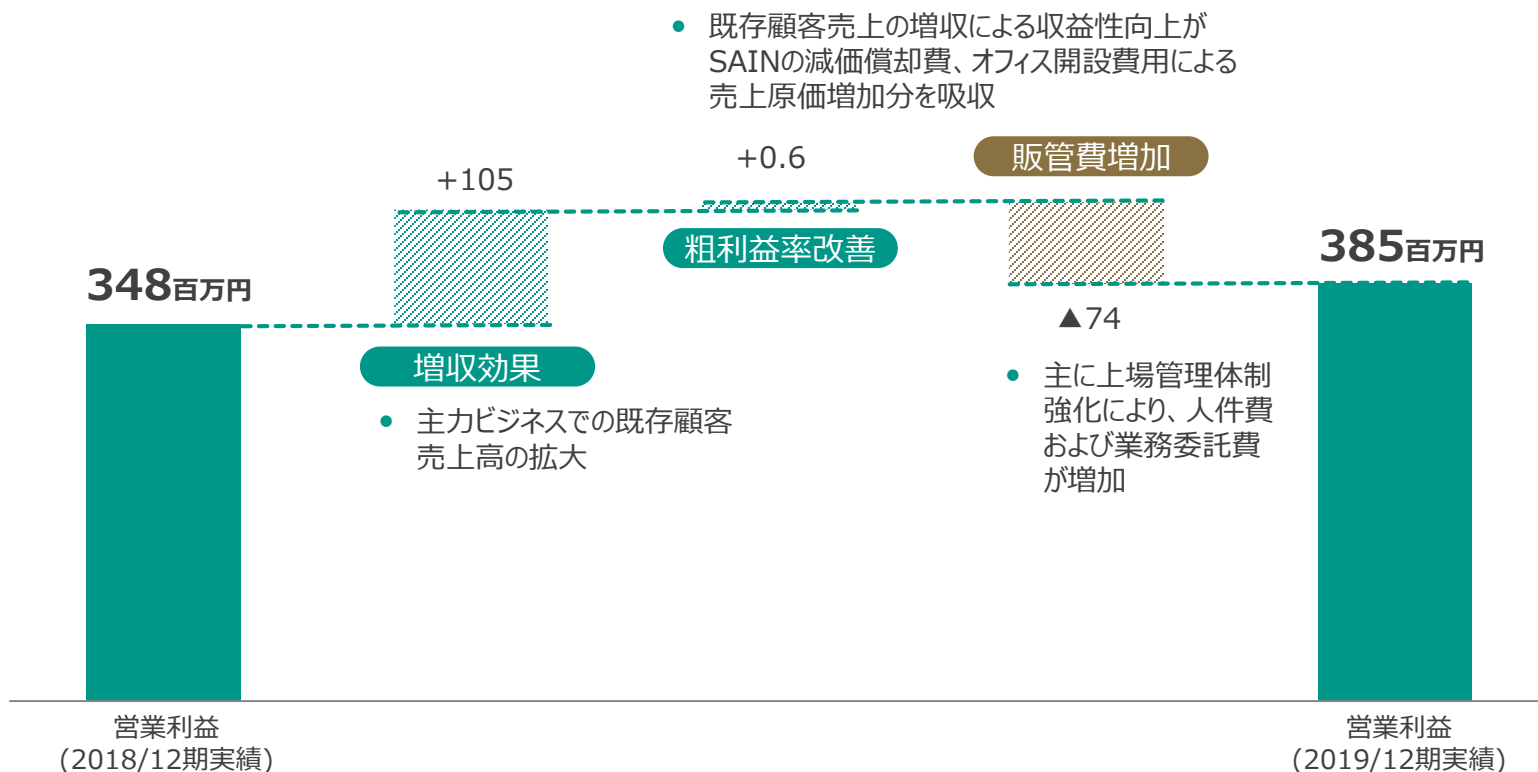 • 既存顧客売上の増収による収益性向上が
SAINの減価償却費、オフィス開設費用による
売上原価増加分を吸収
+105
+0.6
販管費増加
粗利益率改善
348百万円
385百万円
増収効果
▲74
• 主力ビジネスでの既存顧客
売上高の拡大
• 主に上場管理体制
強化により、人件費
および業務委託費
が増加
営業利益
(2018/12期実績)
営業利益
(2019/12期実績)